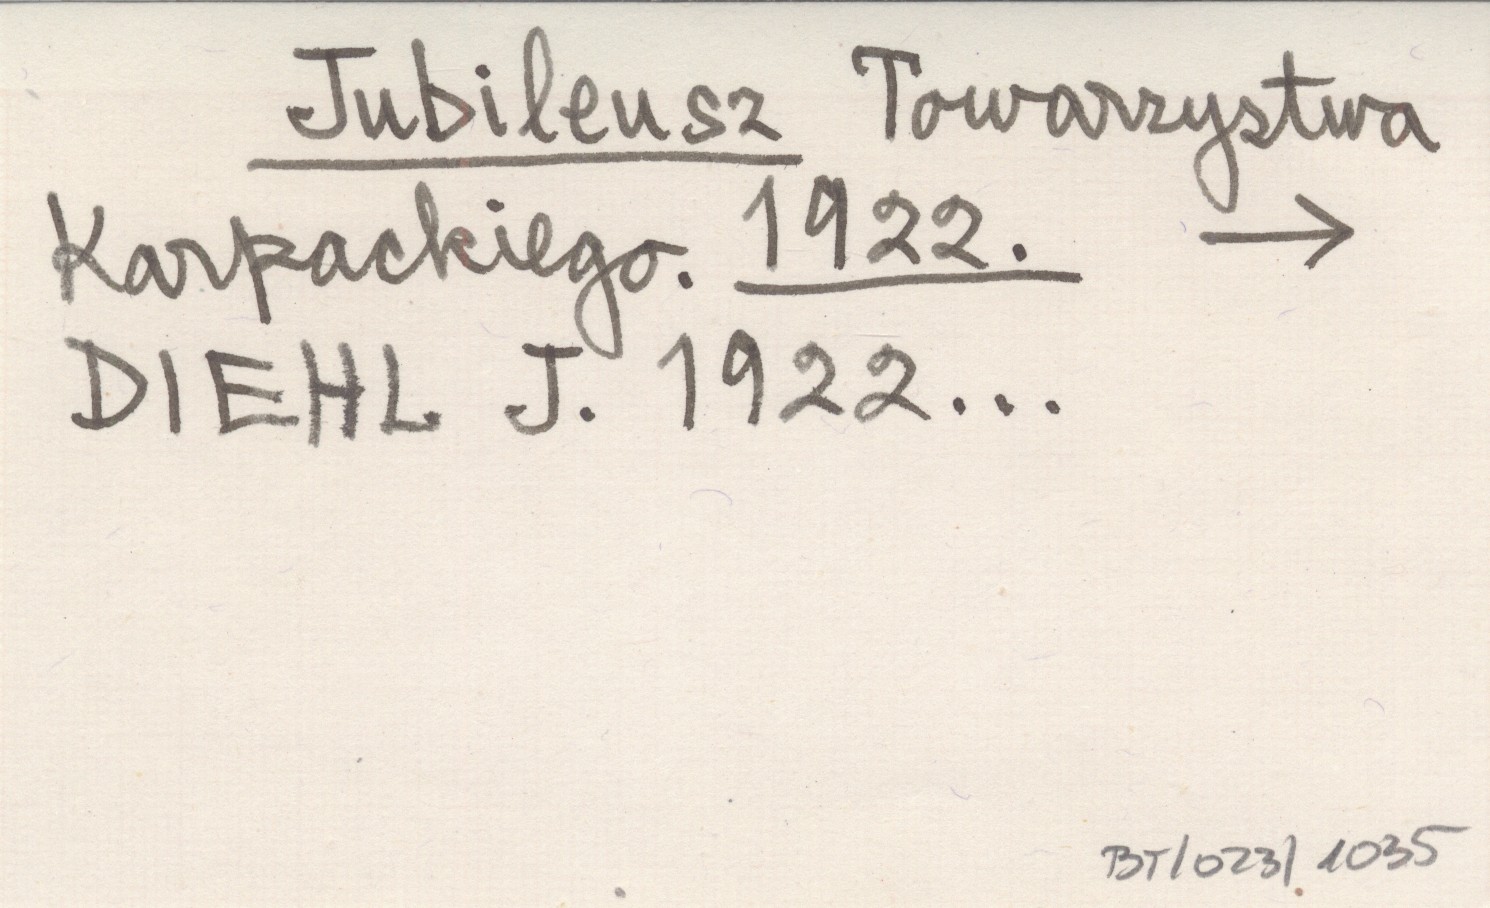 Jubileusz Towarzystwa
Karpackiego. 1922. →
DIEHL J. 1922...
BT/023/1035